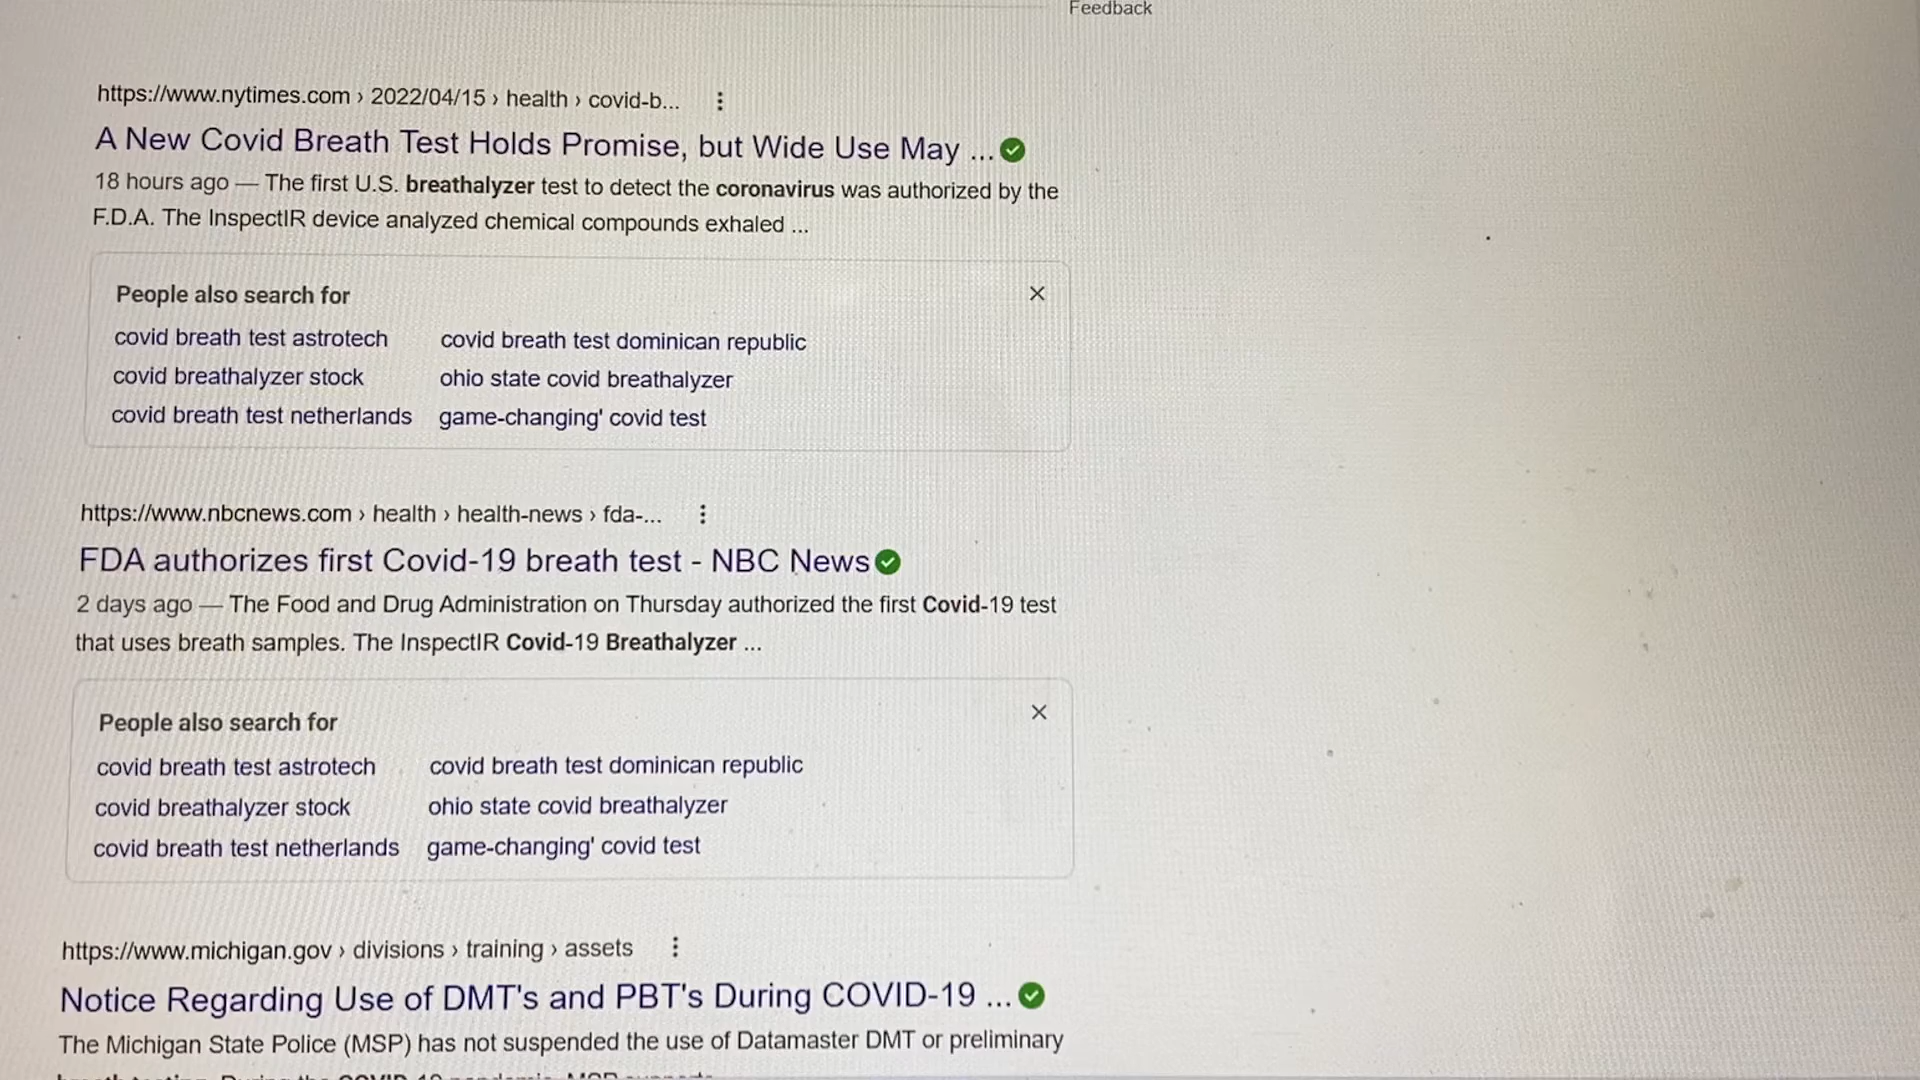 Feedback
https://www.nytimes.com › 2022/04/15 › health › covid-b...
A New Covid Breath Test Holds Promise, but Wide Use May ...
18 hours ago — The first U.S. breathalyzer test to detect the coronavirus was authorized by the
F.D.A. The InspectIR device analyzed chemical compounds exhaled ...
People also search for
covid breath test astrotech covid breath test dominican republic
covid breathalyzer stock ohio state covid breathalyzer
covid breath test netherlands game-changing' covid test
https://www.nbcnews.com › health › health-news › fda-...
FDA authorizes first Covid-19 breath test - NBC News
2 days ago — The Food and Drug Administration on Thursday authorized the first Covid-19 test
that uses breath samples. The InspectIR Covid-19 Breathalyzer ...
People also search for
covid breath test astrotech covid breath test dominican republic
covid breathalyzer stock ohio state covid breathalyzer
covid breath test netherlands game-changing' covid test
https://www.michigan.gov › divisions › training › assets
Notice Regarding Use of DMT's and PBT's During COVID-19 ...
The Michigan State Police (MSP) has not suspended the use of Datamaster DMT or preliminary